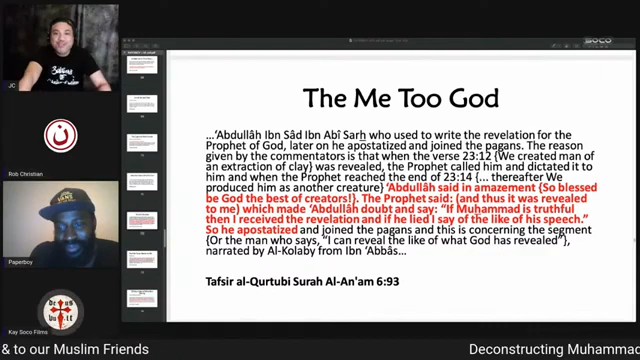 JC
Rob Christian
Paperboy
Kay Soco Films
SOCO
The Me Too God
...'Abdullâh Ibn Sâd Ibn Abî Sarh who used to write the revelation for the
Prophet of God, later on he apostatized and joined the pagans. The reason
given by the commentators is that when the verse 23:12 {We created man of
an extraction of clay} was revealed, the Prophet called him and dictated it to
him and when the Prophet reached the end of 23:14 {... thereafter We
produced him as another creature} 'Abdullâh said in amazement {So blessed
be God the best of creators!}. The Prophet said: (and thus it was revealed
to me) which made 'Abdullâh doubt and say: "If Muhammad is truthful
then I received the revelation and if he lied I say of the like of his speech."
So he apostatized and joined the pagans and this is concerning the segment
{Or the man who says, "I can reveal the like of what God has revealed"},
narrated by Al-Kolaby from Ibn 'Abbâs...
Tafsir al-Qurtubi Surah Al-An'am 6:93
& to our Muslim Friends
Deconstructing Muhammad